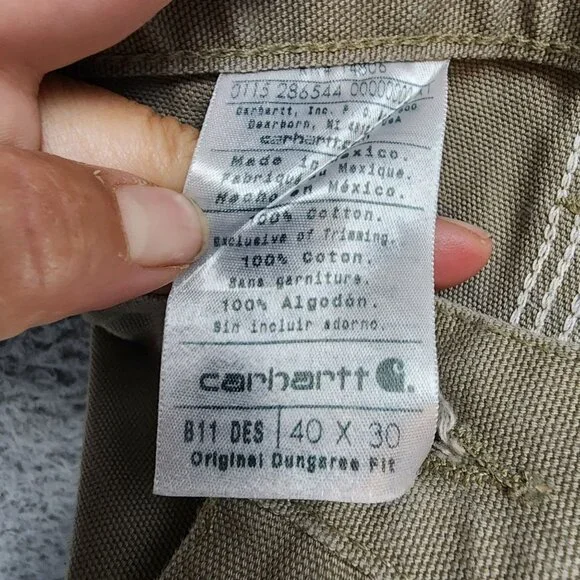 0115 286544
Carhartt, Inc.
Dearborn, MI USA
carhartt
Made in Mexico.
Fabriqué au Mexique.
Hecho en México.
100% Cotton.
Exclusive of Trimming.
100% Coton.
Sans garniture.
100% Algodón.
Sin incluir adorno.
carhartt
B11 DES 40 X 30
Original Dungaree Fit